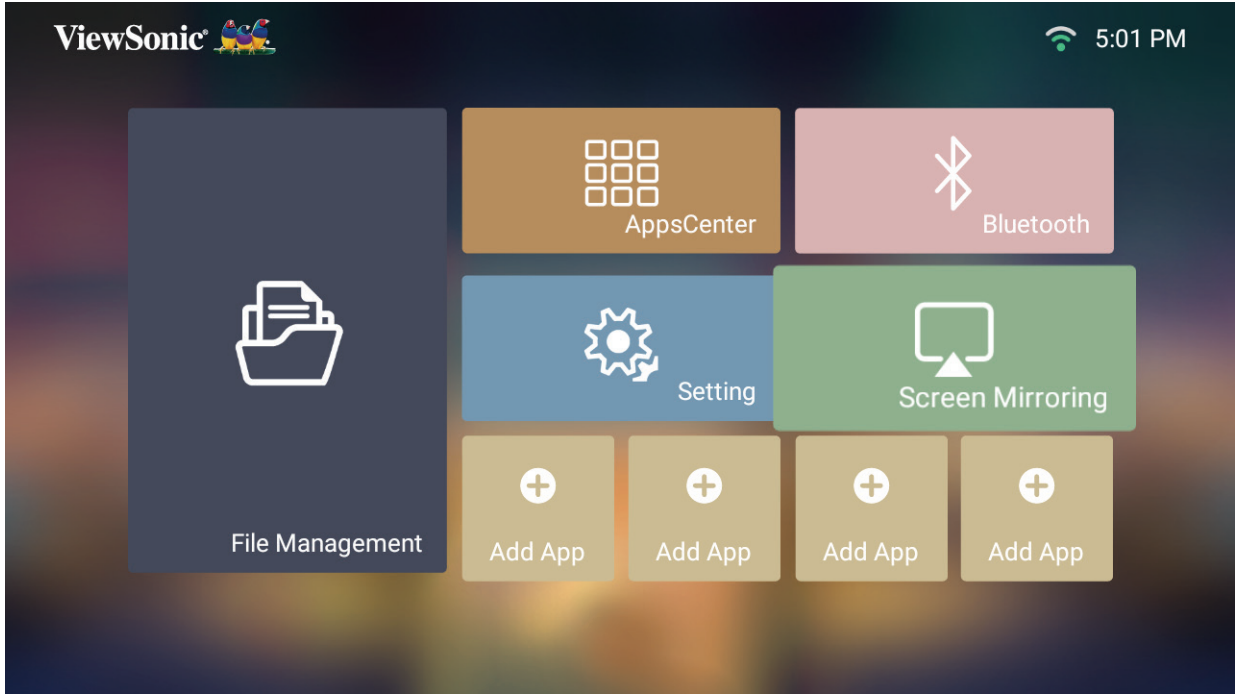 ViewSonic®
5:01 PM
AppsCenter
Bluetooth
Setting
Screen Mirroring
File Management
Add App
Add App
Add App
Add App